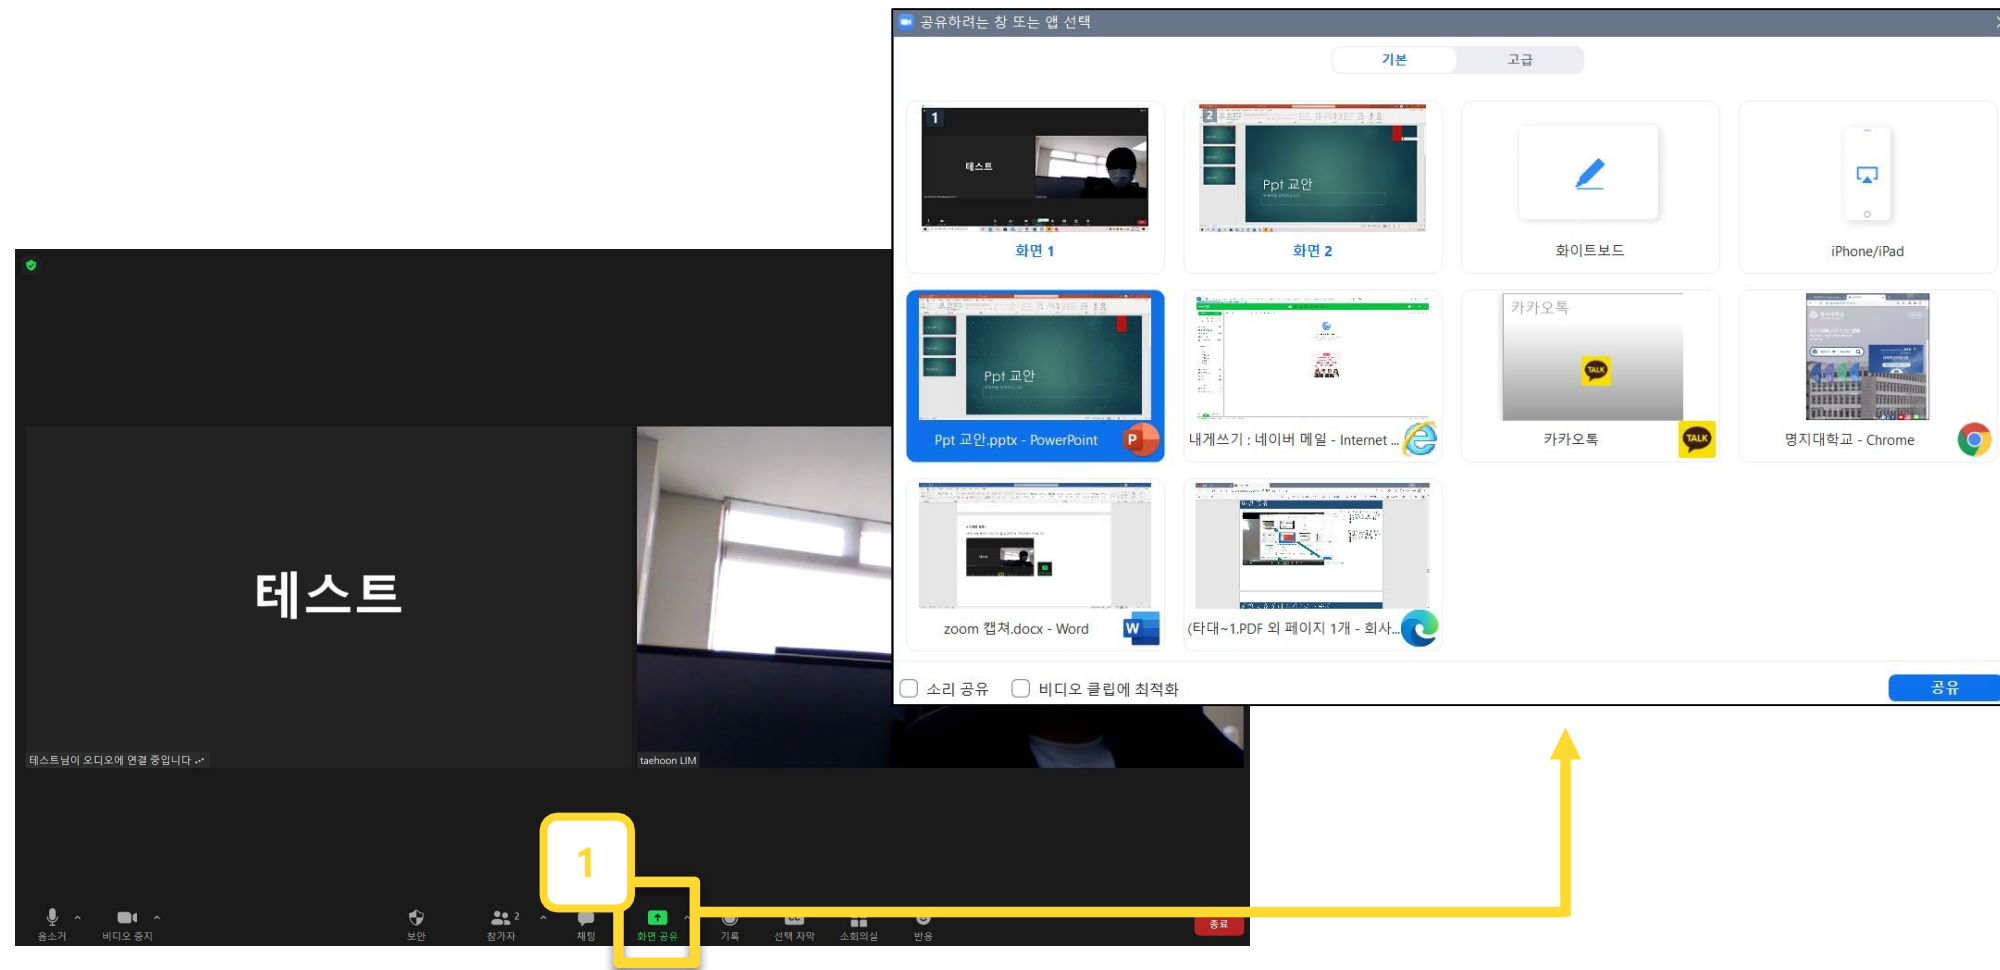 공유하려는 창 또는 앱 선택
기본
고급
1
테스트
화면 1
2
Ppt 교안
화면 2
화이트보드
iPhone/iPad
Ppt 교안
Ppt 교안.pptx - PowerPoint
내게쓰기 : 네이버 메일 - Internet ...
카카오톡
TALK
카카오톡
TALK
명지대학교 - Chrome
zoom 캡쳐.docx - Word
(타대~1.PDF 외 페이지 1개 - 회사...
소리 공유
비디오 클립에 최적화
공유
테스트
테스트님이 오디오에 연결 중입니다
taehoon LIM
1
음소거
비디오 중지
보안
2
참가자
채팅
화면 공유
기록
선택 자막
소회의실
반응
종료